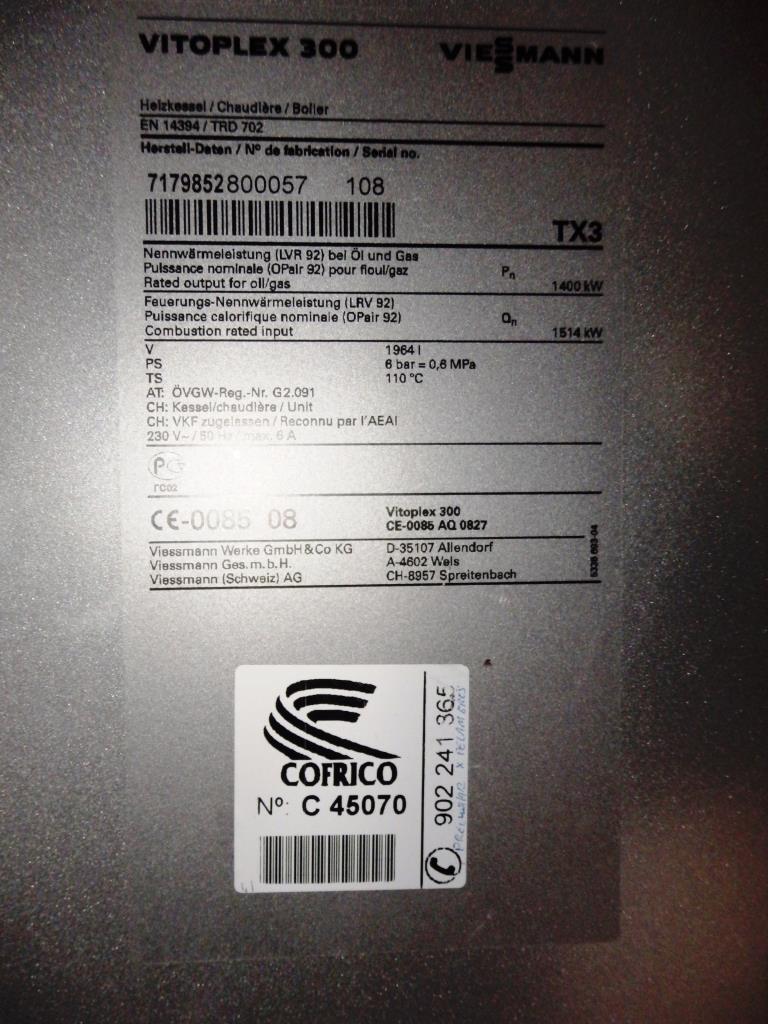 VITOPLEX 300 VIESMANN
Heizkessel / Chaudière / Boiler
EN 14394 / TRD 702
Herstell-Daten / Nº de fabrication / Serial no.
7179852800057 108
TX3
Nennwärmeleistung (LVR 92) bei Öl und Gas
Puissance nominale (OPair 92) pour fioul/gaz Pn
Rated output for oil/gas 1400 kW
Feuerungs-Nennwärmeleistung (LRV 92)
Puissance calorifique nominale (OPair 92) Qn
Combustion rated input 1514 kW
V 1964 l
PS 6 bar = 0,6 MPa
TS 110 °C
AT: ÖVGW-Reg.-Nr. G2.091
CH: Kessel/chaudière / Unit
CH: VKF zugelassen / Reconnu par l'AEAI
230 V~ / 50 Hz / max. 6 A
PG
ГС02
CE-0085 08
Vitoplex 300
CE-0085 AQ 0827
Viessmann Werke GmbH & Co KG D-35107 Allendorf
Viessmann Ges.m.b.H. A-4602 Wels
Viessmann (Schweiz) AG CH-8957 Spreitenbach
COFRICO
Nº: C 45070
902 241 365